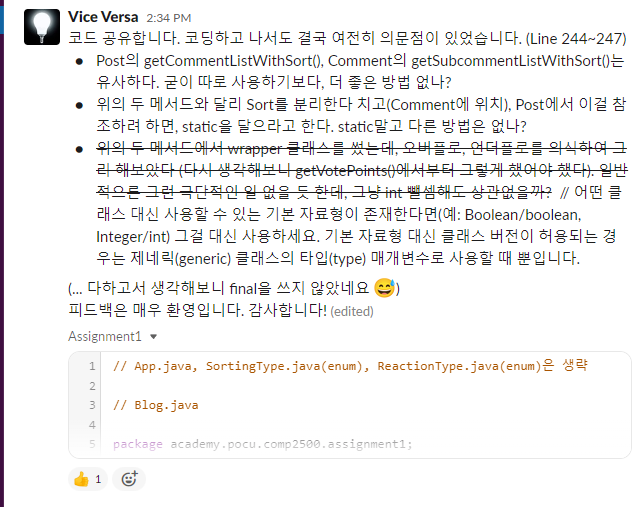 Vice Versa 2:34 PM
코드 공유합니다. 코딩하고 나서도 결국 여전히 의문점이 있었습니다. (Line 244~247)
● Post의 getCommentListWithSort(), Comment의 getSubcommentListWithSort()는
유사하다. 굳이 따로 사용하기보다, 더 좋은 방법 없나?
● 위의 두 메서드와 달리 Sort를 분리한다 치고(Comment에 위치), Post에서 이걸 참
조하려 하면, static을 달으라고 한다. static말고 다른 방법은 없나?
● 위의 두 메서드에서 wrapper 클래스를 썼는데, 오버플로, 언더플로를 의식하여 그
리 해보았다 (다시 생각해보니 getVotePoints()에서부터 그렇게 했어야 했다). 일반
적으론 그런 극단적인 일 없을 듯 한데, 그냥 int 뺄셈해도 상관없을까? // 어떤 클
래스 대신 사용할 수 있는 기본 자료형이 존재한다면(예: Boolean/boolean,
Integer/int) 그걸 대신 사용하세요. 기본 자료형 대신 클래스 버전이 허용되는 경
우는 제네릭(generic) 클래스의 타입(type) 매개변수로 사용할 때 뿐입니다.
(... 다하고서 생각해보니 final을 쓰지 않았네요 😅)
피드백은 매우 환영입니다. 감사합니다! (edited)
Assignment1 ▼
1 // App.java, SortingType.java(enum), ReactionType.java(enum)은 생략
2
3 // Blog.java
4
5 package academy.pocu.comp2500.assignment1;
👍 1